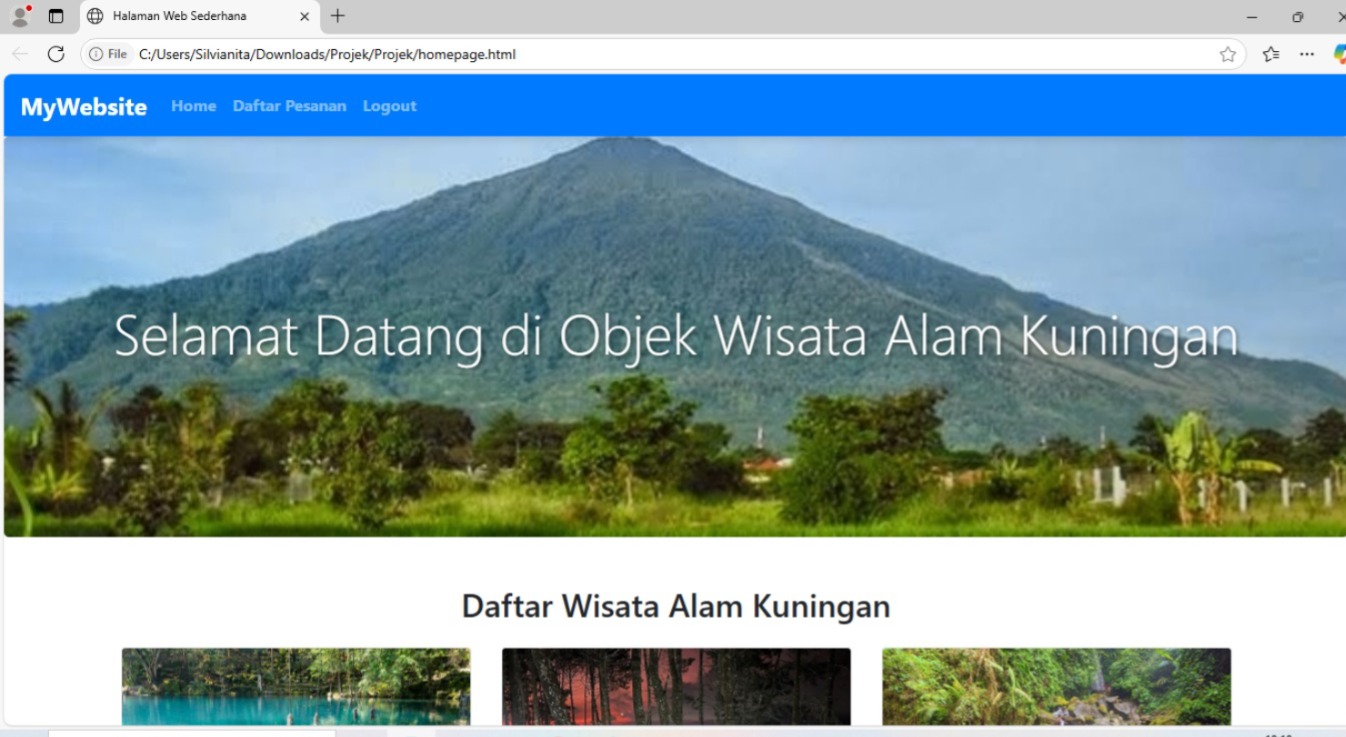 Halaman Web Sederhana
File C:/Users/Silvianita/Downloads/Projek/Projek/homepage.html
MyWebsite Home Daftar Pesanan Logout
Selamat Datang di Objek Wisata Alam Kuningan
Daftar Wisata Alam Kuningan